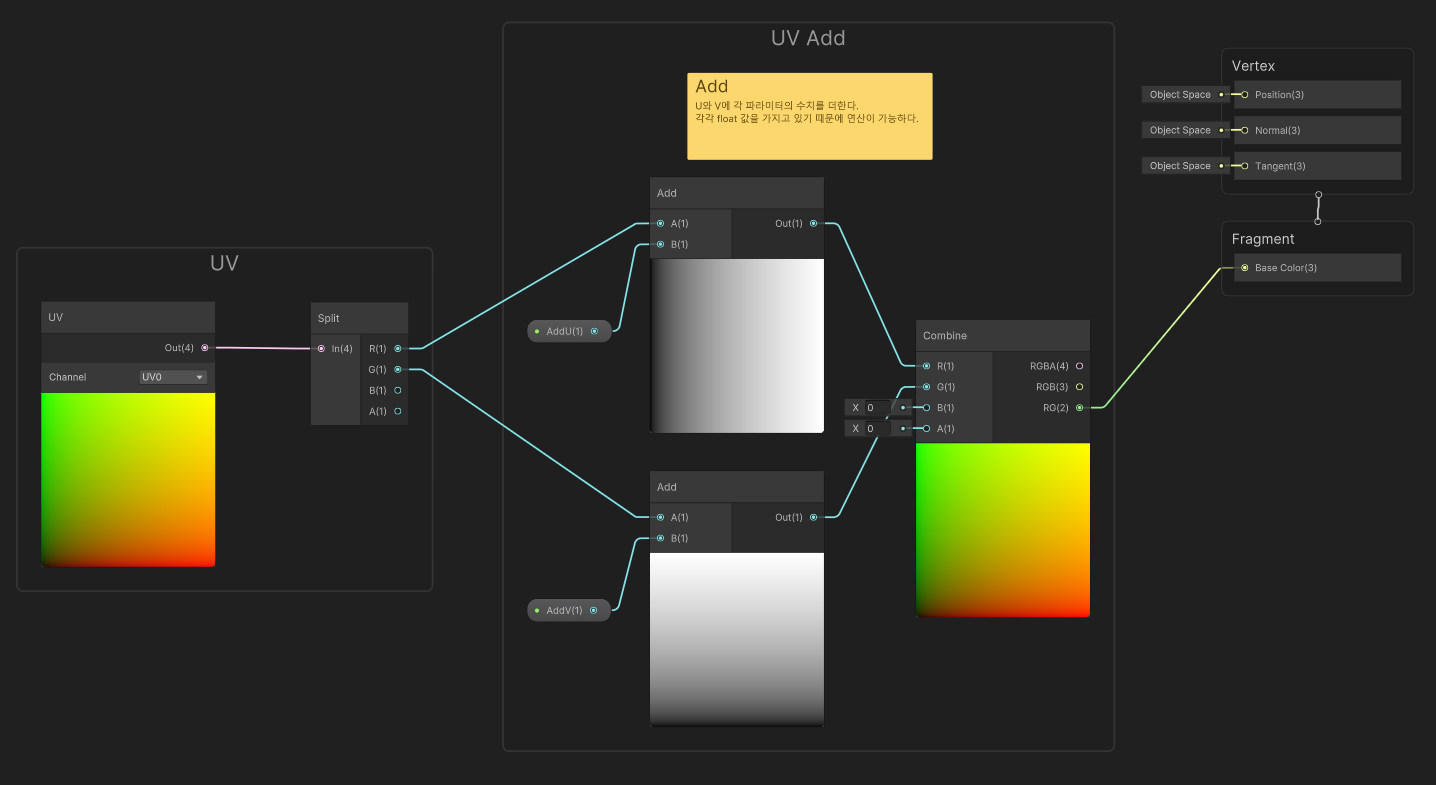 UV
UV
Out(4)
Channel
UV0
Split
In(4)
R(1)
G(1)
B(1)
A(1)
UV Add
Add
U와 V에 각 파라미터의 수치를 더한다.
각각 float 값을 가지고 있기 때문에 연산이 가능하다.
Add
A(1)
Out(1)
B(1)
AddU(1)
Add
A(1)
Out(1)
B(1)
AddV(1)
Combine
R(1)
RGBA(4)
G(1)
RGB(3)
X 0
B(1)
RG(2)
X 0
A(1)
Vertex
Object Space
Position(3)
Object Space
Normal(3)
Object Space
Tangent(3)
Fragment
Base Color(3)